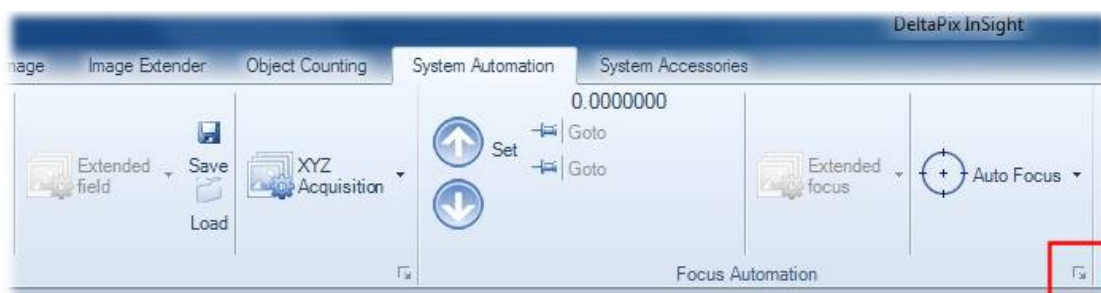 DeltaPix InSight
Image Extender
Object Counting
System Automation
System Accessories
Extended field
Save
Load
XYZ Acquisition
Set
0.0000000
Goto
Goto
Extended focus
Auto Focus
Focus Automation